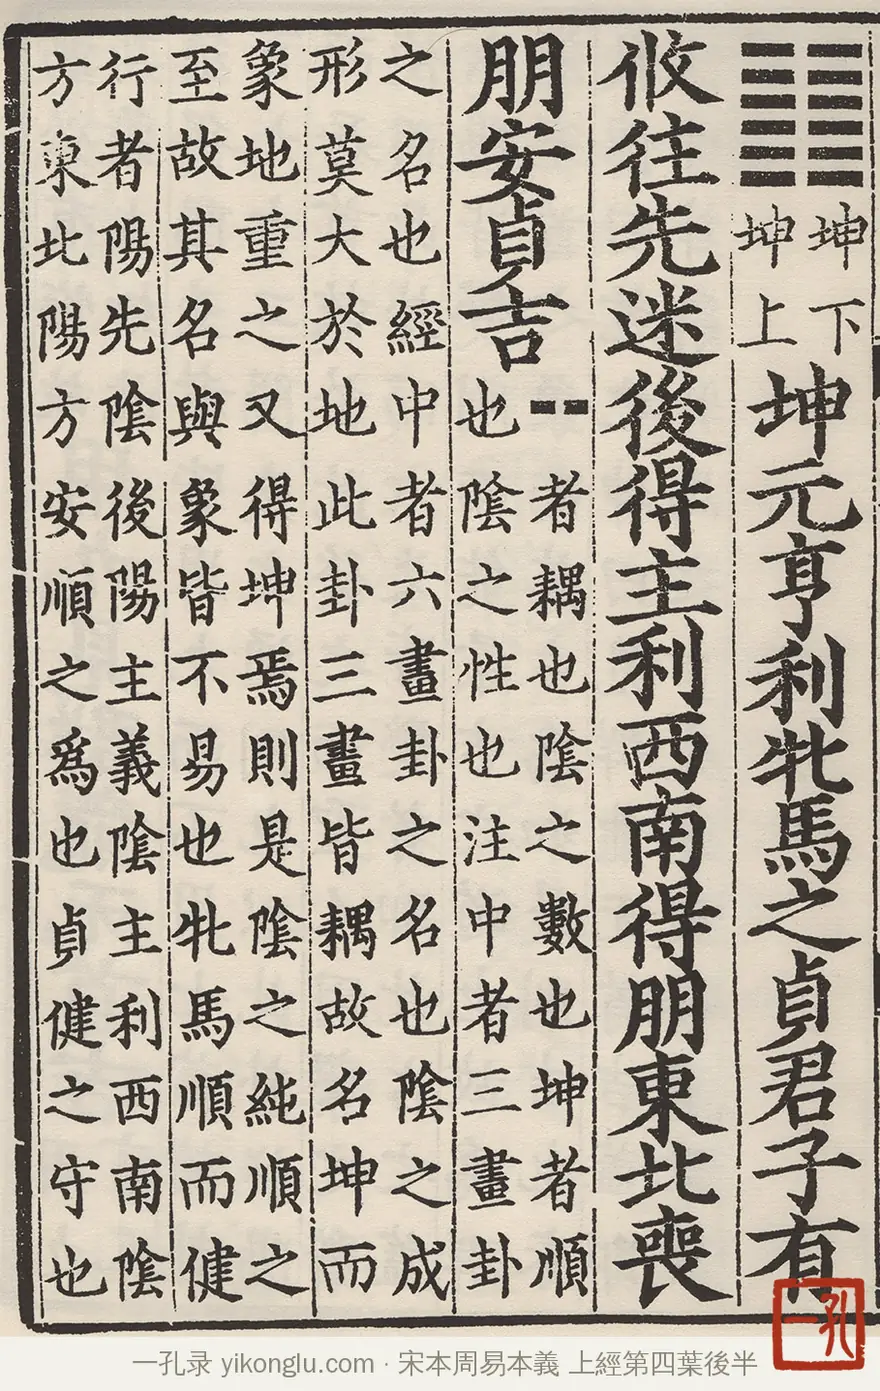 ䷁
坤下
坤上
坤元亨利牝馬之貞君子有
攸往先迷後得主利西南得朋東北喪
朋安貞吉
⚋者耦也陰之數也坤者順
也陰之性也注中者三畫卦
之名也經中者六畫卦之名也陰之成
形莫大於地此卦三畫皆耦故名坤而
象地重之又得坤焉則是陰之純順之
至故其名與象皆不易也牝馬順而健
行者陽先陰後陽主義陰主利西南陰
方東北陽方安順之爲也貞健之守也
一孔
一孔录 yikonglu.com · 宋本周易本義 上經第四葉後半